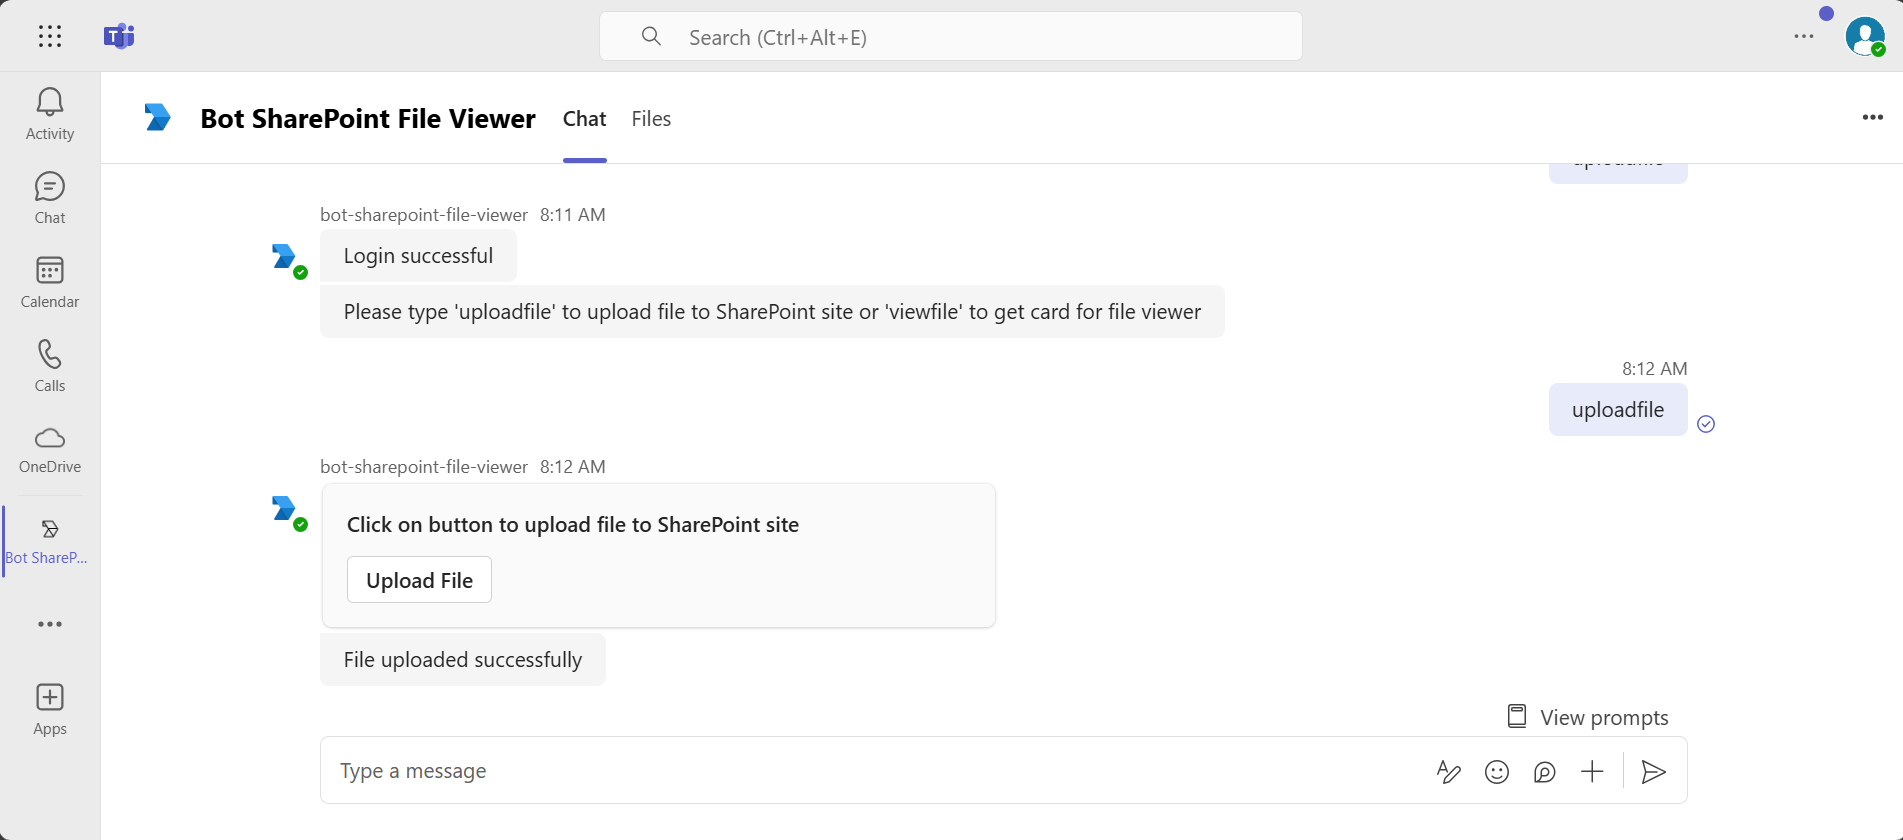 Search (Ctrl+Alt+E)
Activity
Chat
Calendar
Calls
OneDrive
Bot ShareP...
Apps
Bot SharePoint File Viewer
Chat
Files
bot-sharepoint-file-viewer 8:11 AM
Login successful
Please type 'uploadfile' to upload file to SharePoint site or 'viewfile' to get card for file viewer
8:12 AM
uploadfile
bot-sharepoint-file-viewer 8:12 AM
Click on button to upload file to SharePoint site
Upload File
File uploaded successfully
View prompts
Type a message